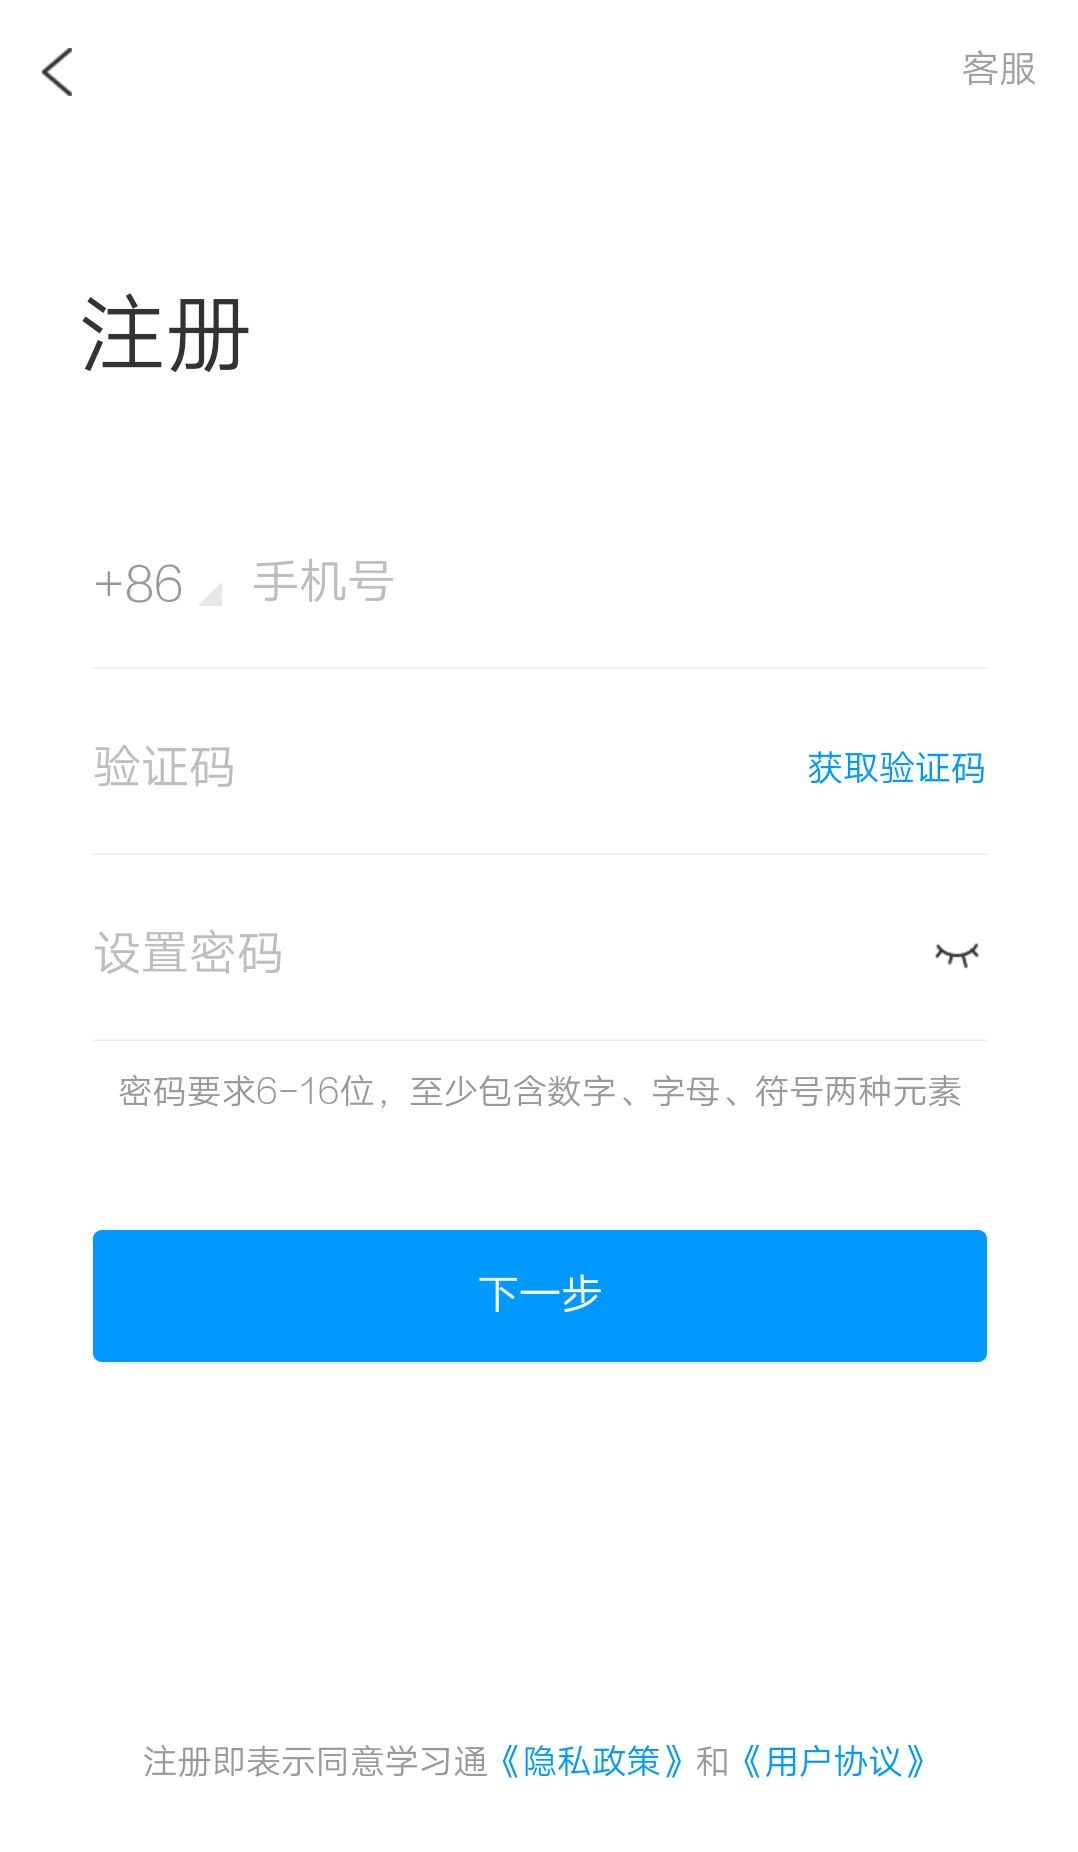 客服
注册
+86 手机号
验证码 获取验证码
设置密码
密码要求6-16位，至少包含数字、字母、符号两种元素
下一步
注册即表示同意学习通《隐私政策》和《用户协议》